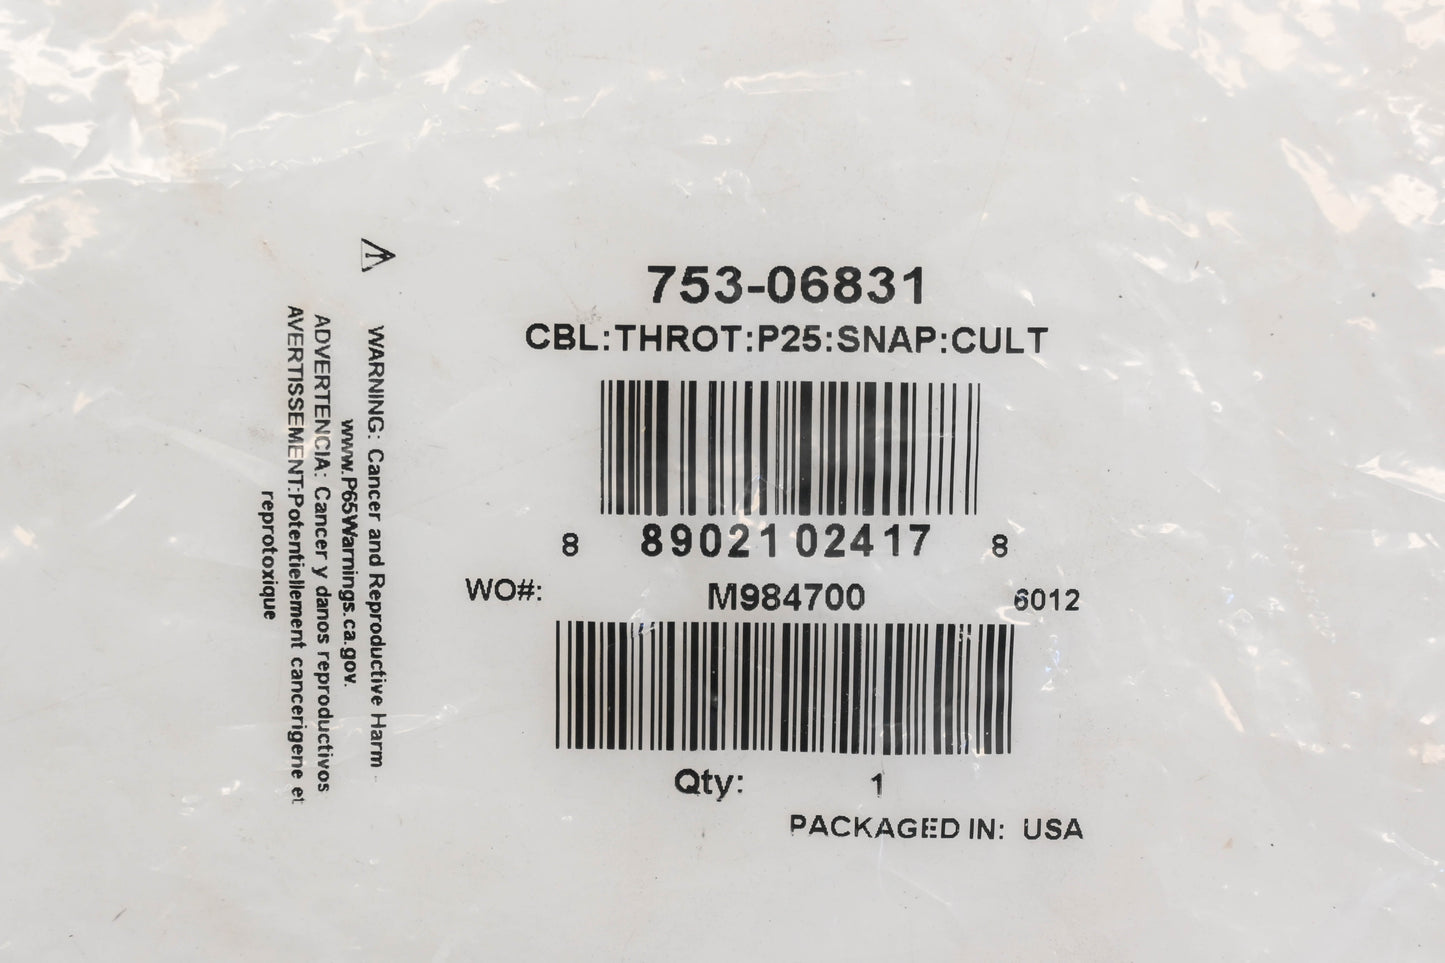 753-06831
CBL:THROT:P25:SNAP:CULT
8 89021 02417 8
WO#: M984700 6012
Qty: 1
PACKAGED IN: USA
WARNING: Cancer and Reproductive Harm -
www.P65Warnings.ca.gov.
ADVERTENCIA: Cancer y danos reproductivos
AVERTISSEMENT:Potentiellement cancerigene et
reprotoxique